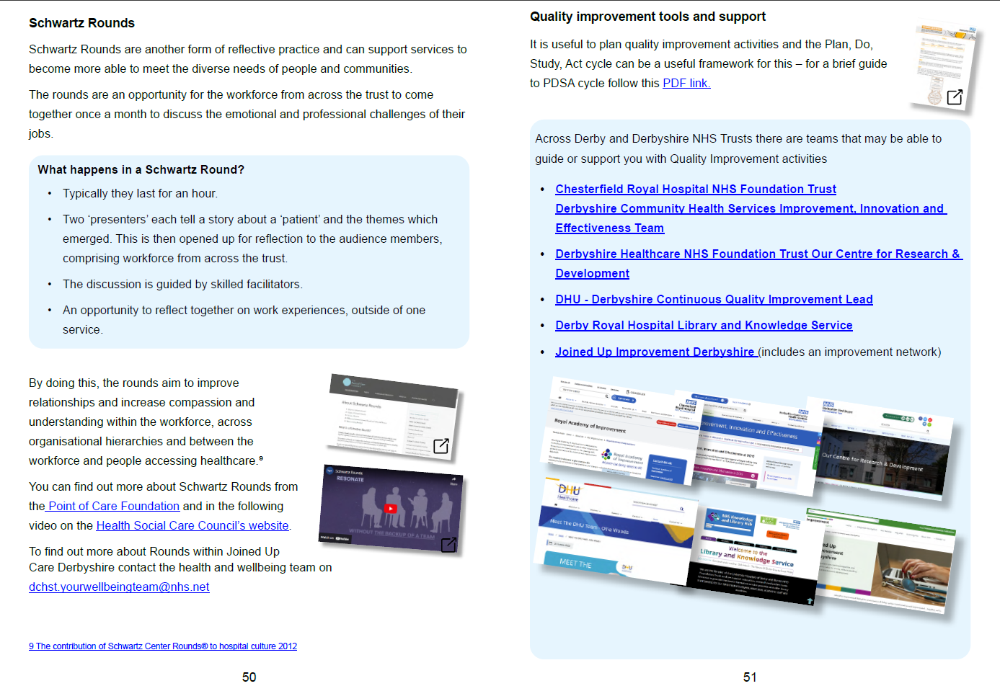 Schwartz Rounds
Schwartz Rounds are another form of reflective practice and can support services to
become more able to meet the diverse needs of people and communities.
The rounds are an opportunity for the workforce from across the trust to come
together once a month to discuss the emotional and professional challenges of their
jobs.
What happens in a Schwartz Round?
• Typically they last for an hour.
• Two ‘presenters’ each tell a story about a ‘patient’ and the themes which
emerged. This is then opened up for reflection to the audience members,
comprising workforce from across the trust.
• The discussion is guided by skilled facilitators.
• An opportunity to reflect together on work experiences, outside of one
service.
By doing this, the rounds aim to improve
relationships and increase compassion and
understanding within the workforce, across
organisational hierarchies and between the
workforce and people accessing healthcare.⁹
You can find out more about Schwartz Rounds from
the Point of Care Foundation and in the following
video on the Health Social Care Council’s website.
To find out more about Rounds within Joined Up
Care Derbyshire contact the health and wellbeing team on
dchst.yourwellbeingteam@nhs.net
About Schwartz Rounds
Schwartz Rounds
RESONATE
WITHOUT THE BACKUP OF A TEAM
Watch on YouTube
9 The contribution of Schwartz Center Rounds® to hospital culture 2012
50
Quality improvement tools and support
It is useful to plan quality improvement activities and the Plan, Do,
Study, Act cycle can be a useful framework for this – for a brief guide
to PDSA cycle follow this PDF link.
Across Derby and Derbyshire NHS Trusts there are teams that may be able to
guide or support you with Quality Improvement activities
• Chesterfield Royal Hospital NHS Foundation Trust
Derbyshire Community Health Services Improvement, Innovation and
Effectiveness Team
• Derbyshire Healthcare NHS Foundation Trust Our Centre for Research &
Development
• DHU - Derbyshire Continuous Quality Improvement Lead
• Derby Royal Hospital Library and Knowledge Service
• Joined Up Improvement Derbyshire (includes an improvement network)
Royal Academy of Improvement
Royal Academy
of Improvement
NHS
ovement, Innovation and Effectiveness
NHS
Our Centre for Research & Development
DHU
Healthcare
Meet The DHU Team - Olla Woods
MEET THE
DHU
NHS Knowledge
and Library Hub
Welcome to the
Library and Knowledge Service
51